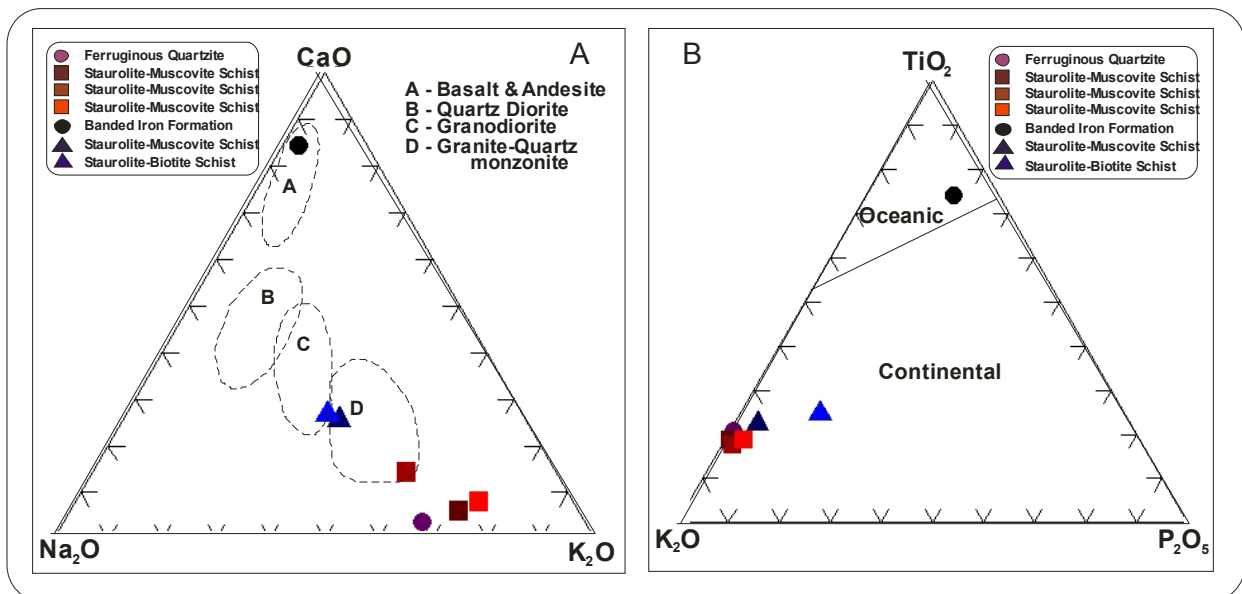 A
Ferruginous Quartzite
Staurolite-Muscovite Schist
Staurolite-Muscovite Schist
Staurolite-Muscovite Schist
Banded Iron Formation
Staurolite-Muscovite Schist
Staurolite-Biotite Schist
CaO
A - Basalt & Andesite
B - Quartz Diorite
C - Granodiorite
D - Granite-Quartz
monzonite
A
B
C
D
Na₂O
K₂O
B
TiO₂
Ferruginous Quartzite
Staurolite-Muscovite Schist
Staurolite-Muscovite Schist
Staurolite-Muscovite Schist
Banded Iron Formation
Staurolite-Muscovite Schist
Staurolite-Biotite Schist
Oceanic
Continental
K₂O
P₂O₅